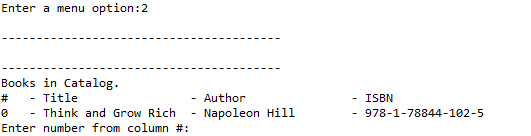 Enter a menu option:2
----------------------------------------
----------------------------------------
Books in Catalog.
#   - Title                - Author               - ISBN
0   - Think and Grow Rich  - Napoleon Hill        - 978-1-78844-102-5
Enter number from column #: